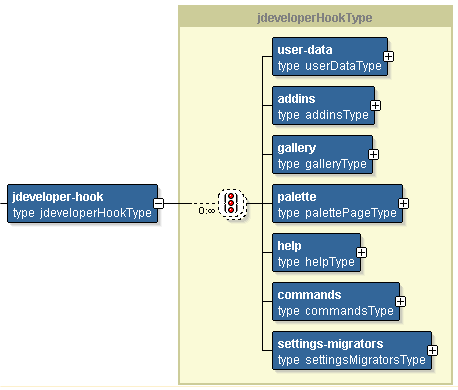 jdeveloperHookType
user-data
type userDataType
addins
type addinsType
gallery
type galleryType
jdeveloper-hook
type jdeveloperHookType
0:∞
palette
type palettePageType
help
type helpType
commands
type commandsType
settings-migrators
type settingsMigratorsType